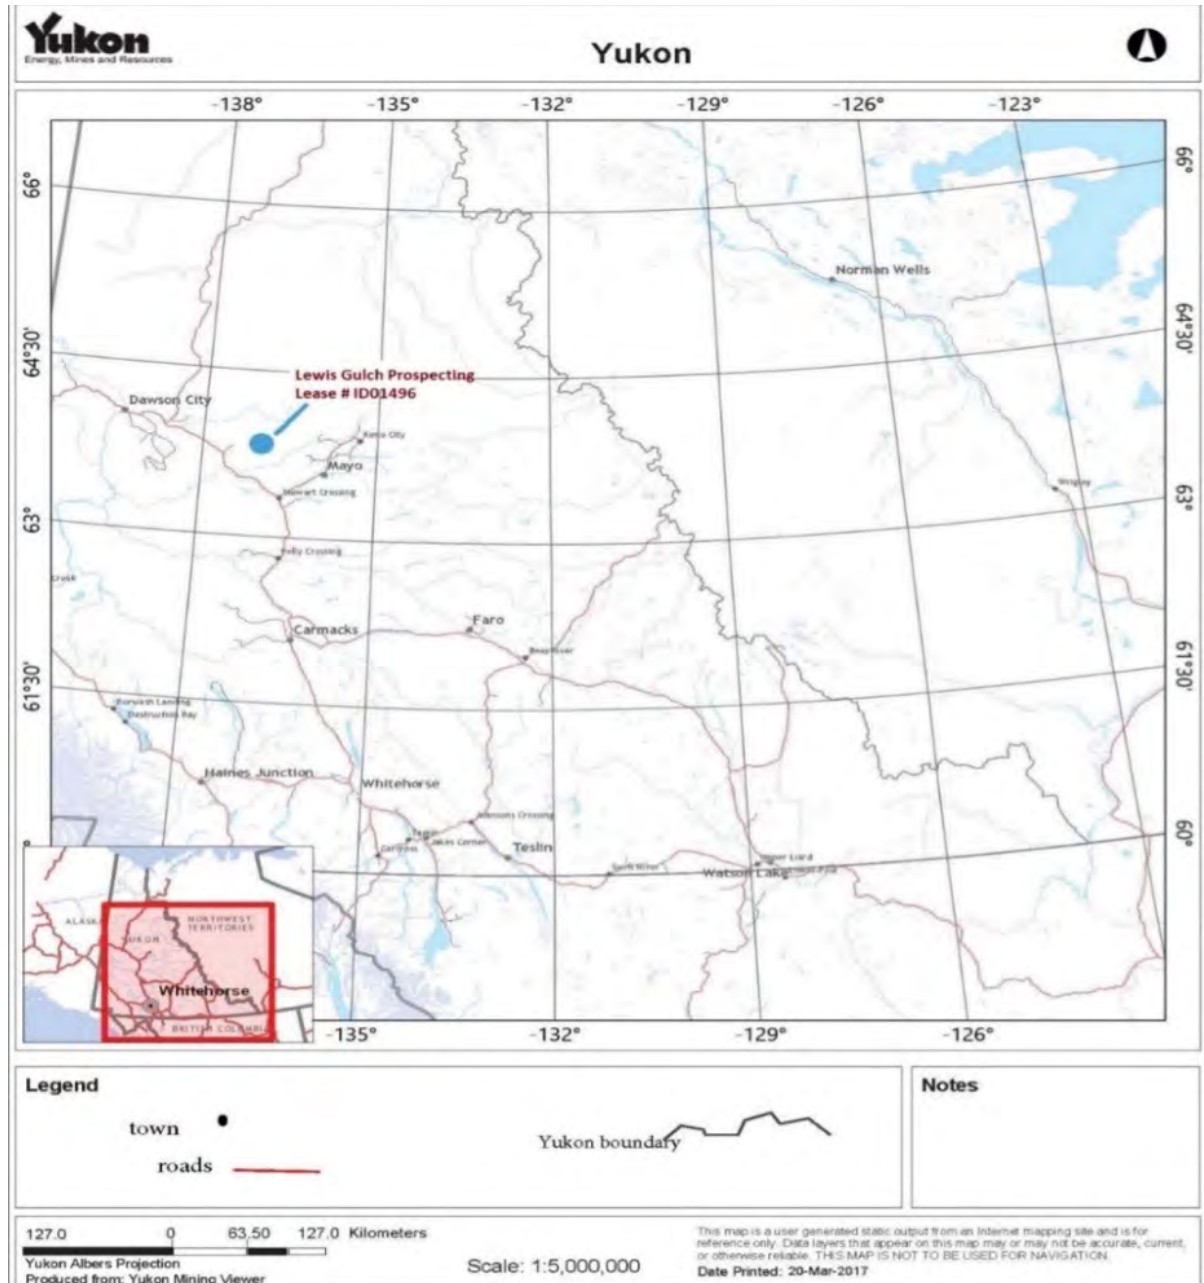 Yukon
Energy, Mines and Resources
Yukon
-138° -135° -132° -129° -126° -123°
66° 66°
Norman Wells
64°30' 64°30'
Lewis Gulch Prospecting
Lease # ID01496
Dawson City
Keno City
Mayo
Stewart Crossing
Wrigley
63° 63°
Pelly Crossing
Creek
Faro
Carmacks
Ross River
61°30' 61°30'
Burwash Landing
Destruction Bay
Haines Junction
Whitehorse
Johnsons Crossing
Tagish
Jakes Corner
Carcross
Teslin
60°
Swift River
Upper Liard
Watson Lake
ALASKA
NORTHWEST
TERRITORIES
YUKON
Whitehorse
BRITISH COLUMBIA
-135° -132° -129° -126°
Legend
town
roads
Yukon boundary
Notes
127.0 0 63.50 127.0 Kilometers
Yukon Albers Projection
Produced from: Yukon Mining Viewer
Scale: 1:5,000,000
This map is a user generated static output from an Internet mapping site and is for
reference only. Data layers that appear on this map may or may not be accurate, current,
or otherwise reliable. THIS MAP IS NOT TO BE USED FOR NAVIGATION.
Date Printed: 20-Mar-2017